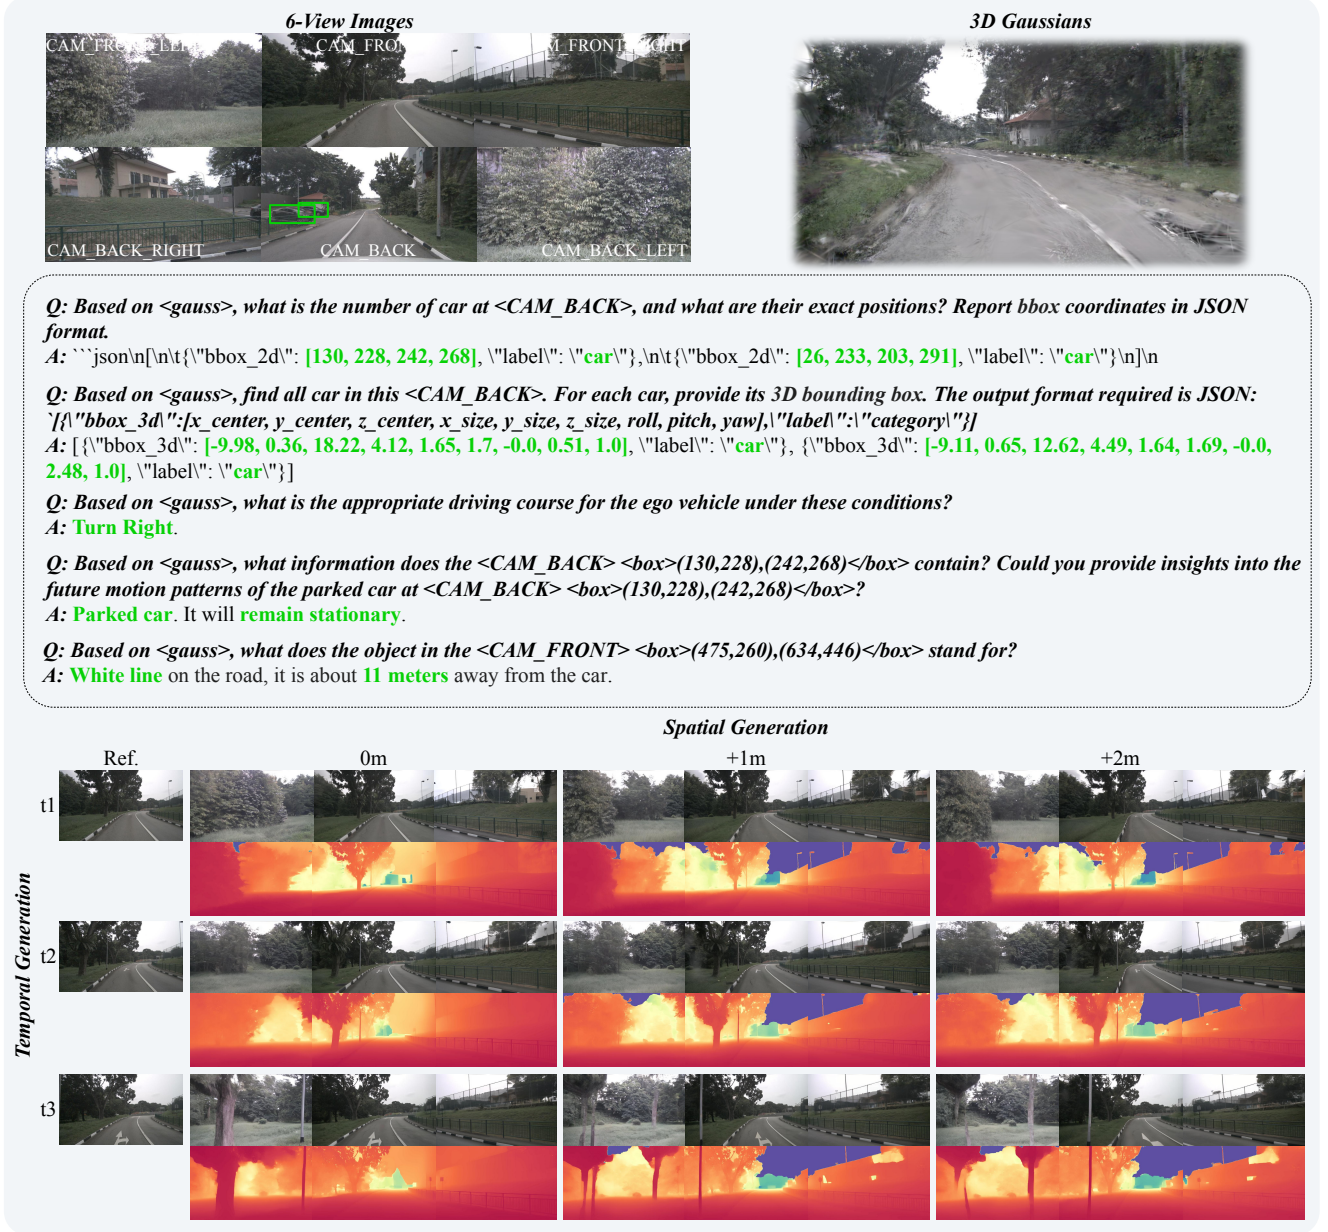 6-View Images
3D Gaussians
CAM_FRONT_LEFT
CAM_FRONT
M_FRONT_RIGHT
CAM_BACK_RIGHT
CAM_BACK
CAM_BACK_LEFT
Q: Based on <gauss>, what is the number of car at <CAM_BACK>, and what are their exact positions? Report bbox coordinates in JSON
format.
A: ```json\n[\n\t{\"bbox_2d\": [130, 228, 242, 268], \"label\": \"car\"},\n\t{\"bbox_2d\": [26, 233, 203, 291], \"label\": \"car\"}\n]\n
Q: Based on <gauss>, find all car in this <CAM_BACK>. For each car, provide its 3D bounding box. The output format required is JSON:
`[{\"bbox_3d\":[x_center, y_center, z_center, x_size, y_size, z_size, roll, pitch, yaw],\"label\":\"category\"}]
A: [{\"bbox_3d\": [-9.98, 0.36, 18.22, 4.12, 1.65, 1.7, -0.0, 0.51, 1.0], \"label\": \"car\"}, {\"bbox_3d\": [-9.11, 0.65, 12.62, 4.49, 1.64, 1.69, -0.0,
2.48, 1.0], \"label\": \"car\"}]
Q: Based on <gauss>, what is the appropriate driving course for the ego vehicle under these conditions?
A: Turn Right.
Q: Based on <gauss>, what information does the <CAM_BACK> <box>(130,228),(242,268)</box> contain? Could you provide insights into the
future motion patterns of the parked car at <CAM_BACK> <box>(130,228),(242,268)</box>?
A: Parked car. It will remain stationary.
Q: Based on <gauss>, what does the object in the <CAM_FRONT> <box>(475,260),(634,446)</box> stand for?
A: White line on the road, it is about 11 meters away from the car.
Spatial Generation
Ref.
0m
+1m
+2m
t1
t2
t3
Temporal Generation